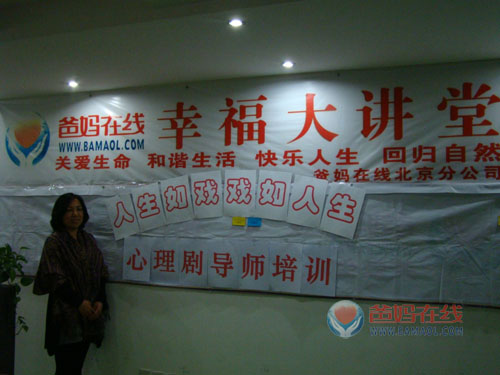 爸妈在线 幸福大讲堂
WWW.BAMAOL.COM
关爱生命 和谐生活 快乐人生 回归自然
爸妈在线北京分公司
人生如戏戏如人生
心理剧导师培训
爸妈在线
WWW.BAMAOL.COM